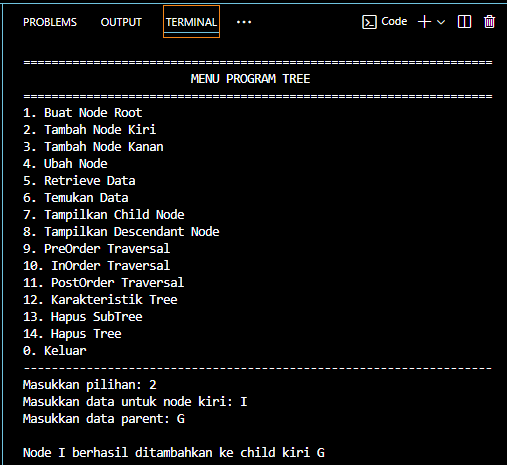 PROBLEMS OUTPUT TERMINAL ... Code
====================================================================
MENU PROGRAM TREE
====================================================================
1. Buat Node Root
2. Tambah Node Kiri
3. Tambah Node Kanan
4. Ubah Node
5. Retrieve Data
6. Temukan Data
7. Tampilkan Child Node
8. Tampilkan Descendant Node
9. PreOrder Traversal
10. InOrder Traversal
11. PostOrder Traversal
12. Karakteristik Tree
13. Hapus SubTree
14. Hapus Tree
0. Keluar
--------------------------------------------------------------------
Masukkan pilihan: 2
Masukkan data untuk node kiri: I
Masukkan data parent: G
Node I berhasil ditambahkan ke child kiri G